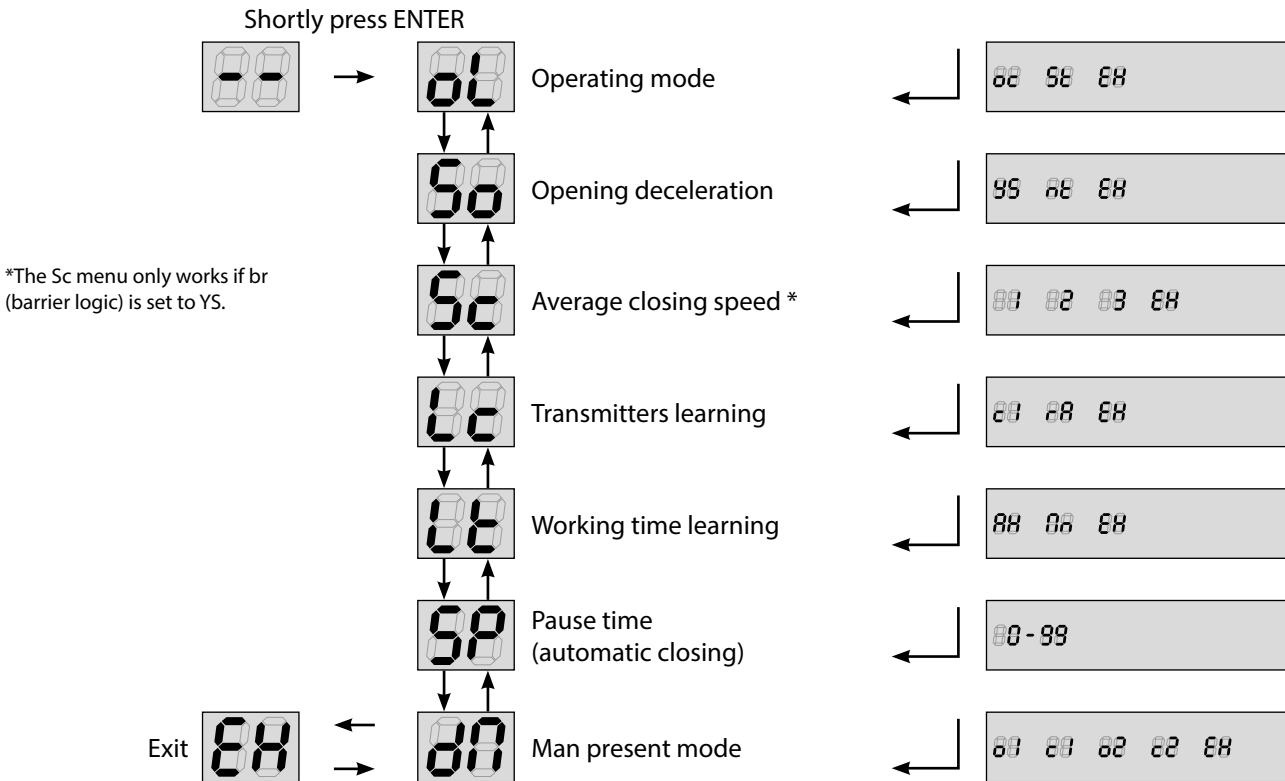 Shortly press ENTER
-- oL Operating mode oc St EH
So Opening deceleration YS nt EH
*The Sc menu only works if br
(barrier logic) is set to YS.
Sc Average closing speed * 1 2 3 EH
Lc Transmitters learning c1 rA EH
Lt Working time learning AH Mn EH
SP Pause time
(automatic closing) 0-99
Exit EH dM Man present mode o1 c1 o2 c2 EH